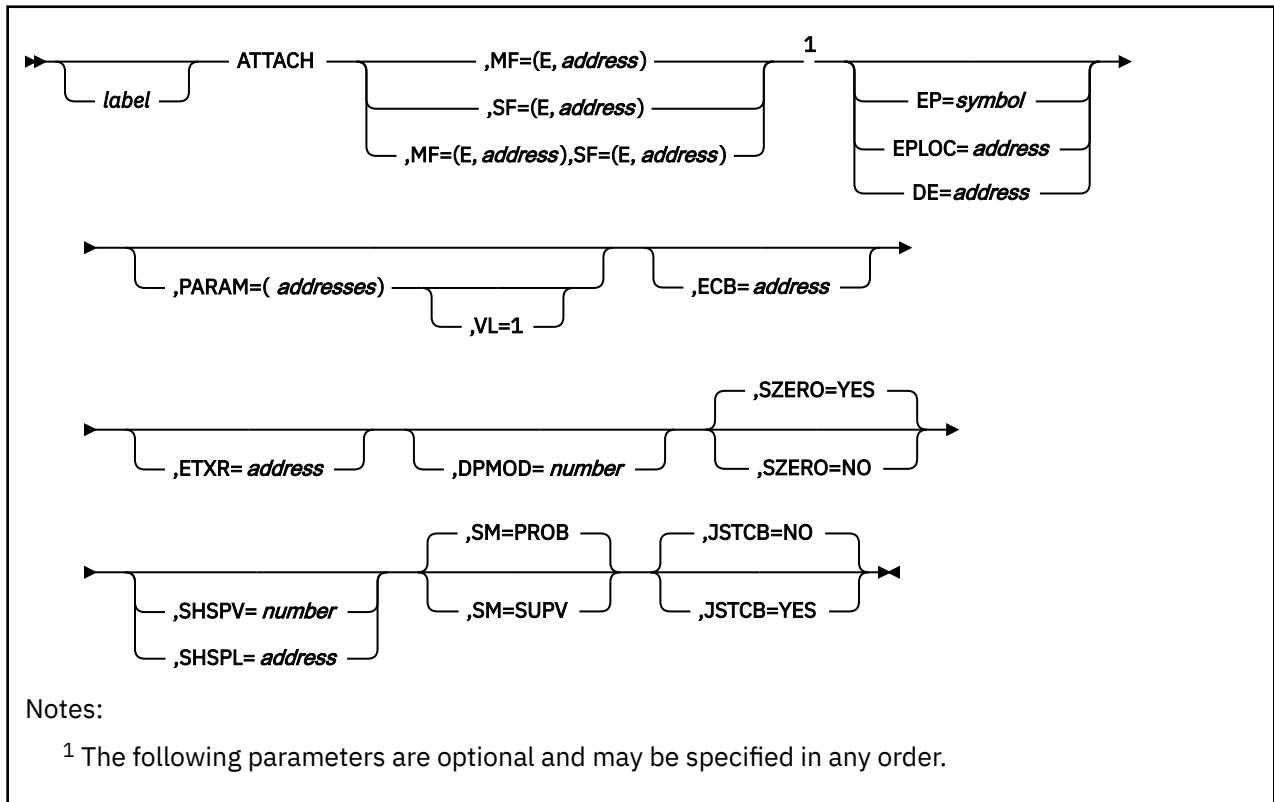 1
ATTACH ,MF=(E, address)
label
,SF=(E, address)
EP=symbol
,MF=(E, address),SF=(E, address)
EPLOC=address
DE=address
,PARAM=( addresses)
,ECB= address
,VL=1
,SZERO=YES
,ETXR= address
,DPMOD= number
,SZERO=NO
,SM=PROB
,JSTCB=NO
,SHSPV= number
,SM=SUPV
,JSTCB=YES
,SHSPL= address
Notes:
1 The following parameters are optional and may be specified in any order.